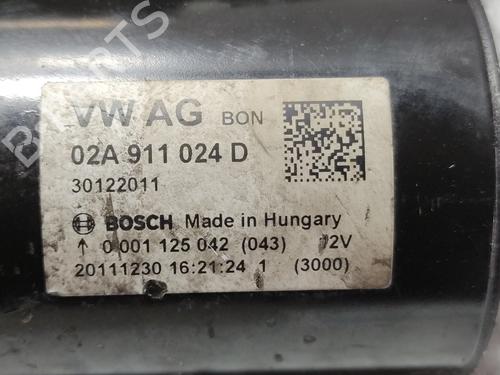 VW AG BON
02A 911 024 D
30122011
BOSCH Made in Hungary
↑ 0 001 125 042 (043) 12V
20111230 16:21:24 1 (3000)